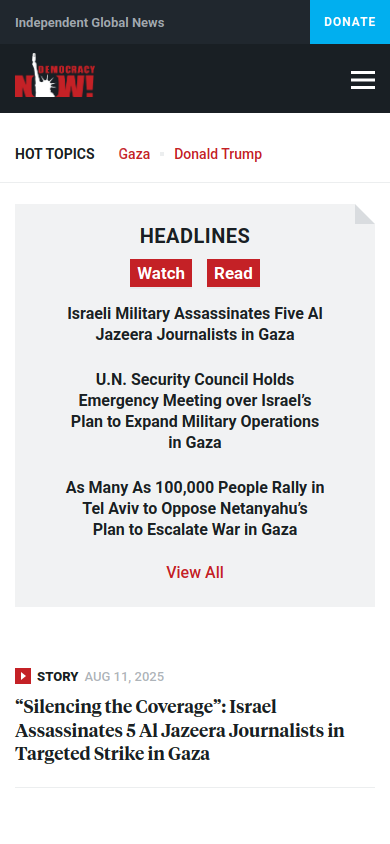 Independent Global News
DONATE
DEMOCRACY
NOW!
HOT TOPICS
Gaza
Donald Trump
HEADLINES
Watch
Read
Israeli Military Assassinates Five Al
Jazeera Journalists in Gaza
U.N. Security Council Holds
Emergency Meeting over Israel’s
Plan to Expand Military Operations
in Gaza
As Many As 100,000 People Rally in
Tel Aviv to Oppose Netanyahu’s
Plan to Escalate War in Gaza
View All
STORY AUG 11, 2025
“Silencing the Coverage”: Israel
Assassinates 5 Al Jazeera Journalists in
Targeted Strike in Gaza